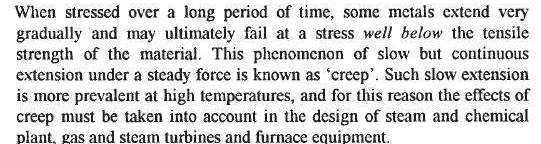 When stressed over a long period of time, some metals extend very
gradually and may ultimately fail at a stress well below the tensile
strength of the material. This phenomenon of slow but continuous
extension under a steady force is known as ‘creep’. Such slow extension
is more prevalent at high temperatures, and for this reason the effects of
creep must be taken into account in the design of steam and chemical
plant, gas and steam turbines and furnace equipment.